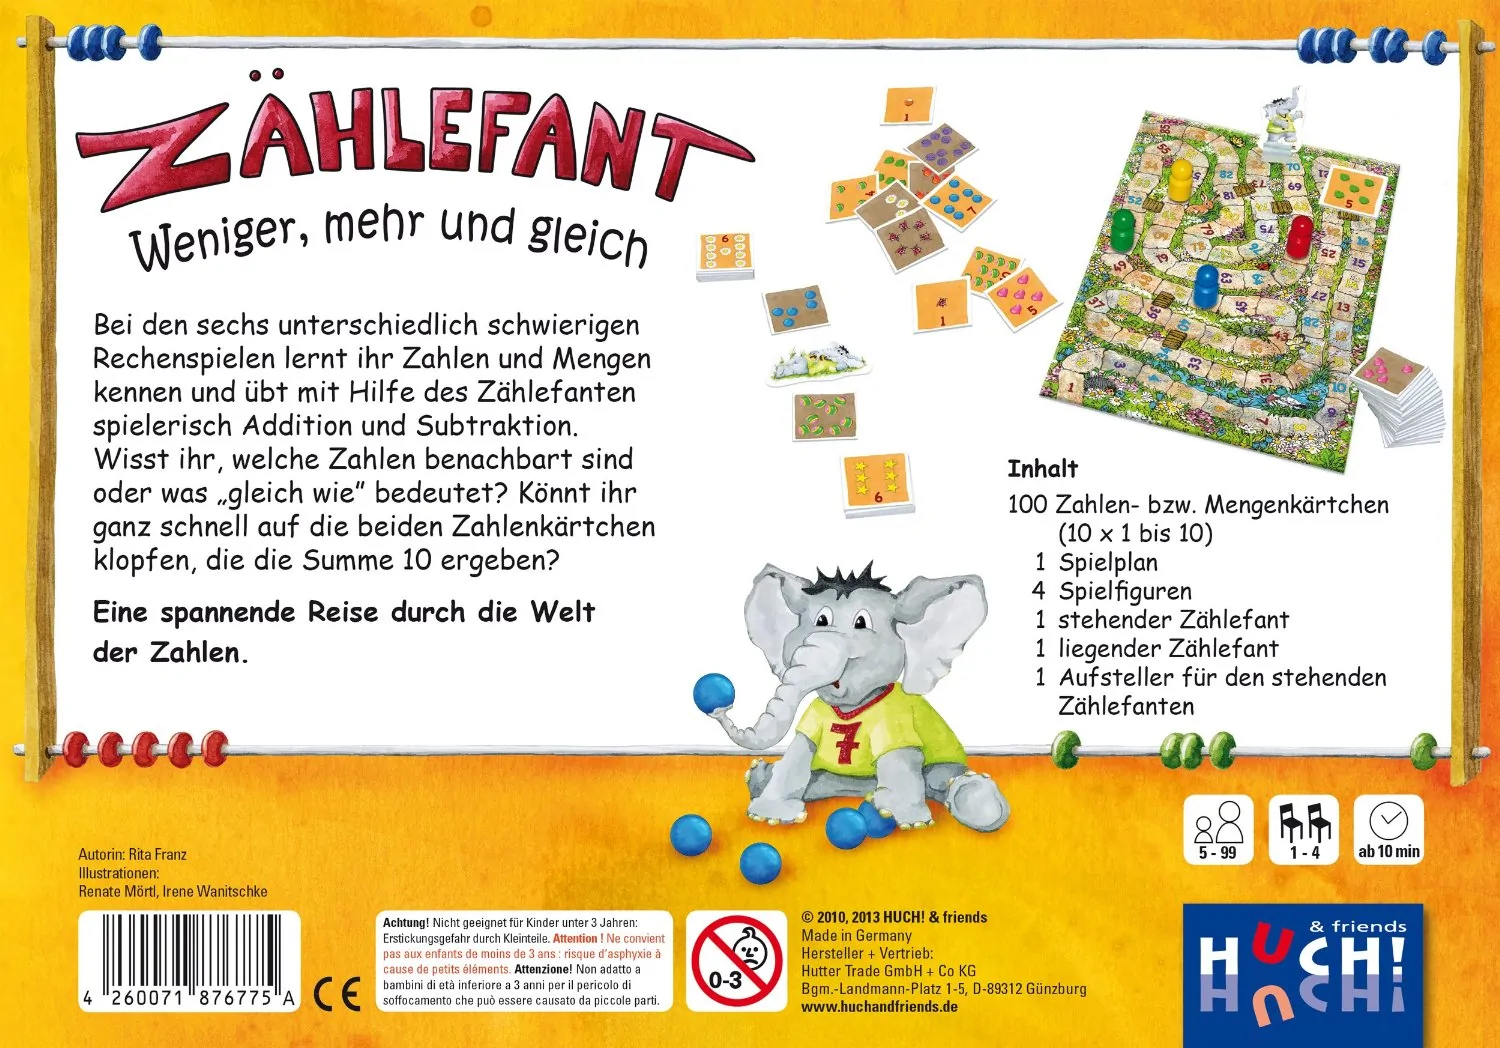 ZÄHLEFANT
Weniger, mehr und gleich
Bei den sechs unterschiedlich schwierigen
Rechenspielen lernt ihr Zahlen und Mengen
kennen und übt mit Hilfe des Zählefanten
spielerisch Addition und Subtraktion.
Wisst ihr, welche Zahlen benachbart sind
oder was „gleich wie” bedeutet? Könnt ihr
ganz schnell auf die beiden Zahlenkärtchen
klopfen, die die Summe 10 ergeben?
Eine spannende Reise durch die Welt
der Zahlen.
Inhalt
100 Zahlen- bzw. Mengenkärtchen
(10 x 1 bis 10)
1 Spielplan
4 Spielfiguren
1 stehender Zählefant
1 liegender Zählefant
1 Aufsteller für den stehenden
Zählefanten
7
5 - 99
1 - 4
ab 10 min
Autorin: Rita Franz
Illustrationen:
Renate Mörtl, Irene Wanitschke
4 260071 876775 A
CE
Achtung! Nicht geeignet für Kinder unter 3 Jahren:
Erstickungsgefahr durch Kleinteile. Attention ! Ne convient
pas aux enfants de moins de 3 ans : risque d'asphyxie à
cause de petits éléments. Attenzione! Non adatto a
bambini di età inferiore a 3 anni per il pericolo di
soffocamento che può essere causato da piccole parti.
0-3
© 2010, 2013 HUCH! & friends
Made in Germany
Hersteller + Vertrieb:
Hutter Trade GmbH + Co KG
Bgm.-Landmann-Platz 1-5, D-89312 Günzburg
www.huchandfriends.de
& friends
HUCH!